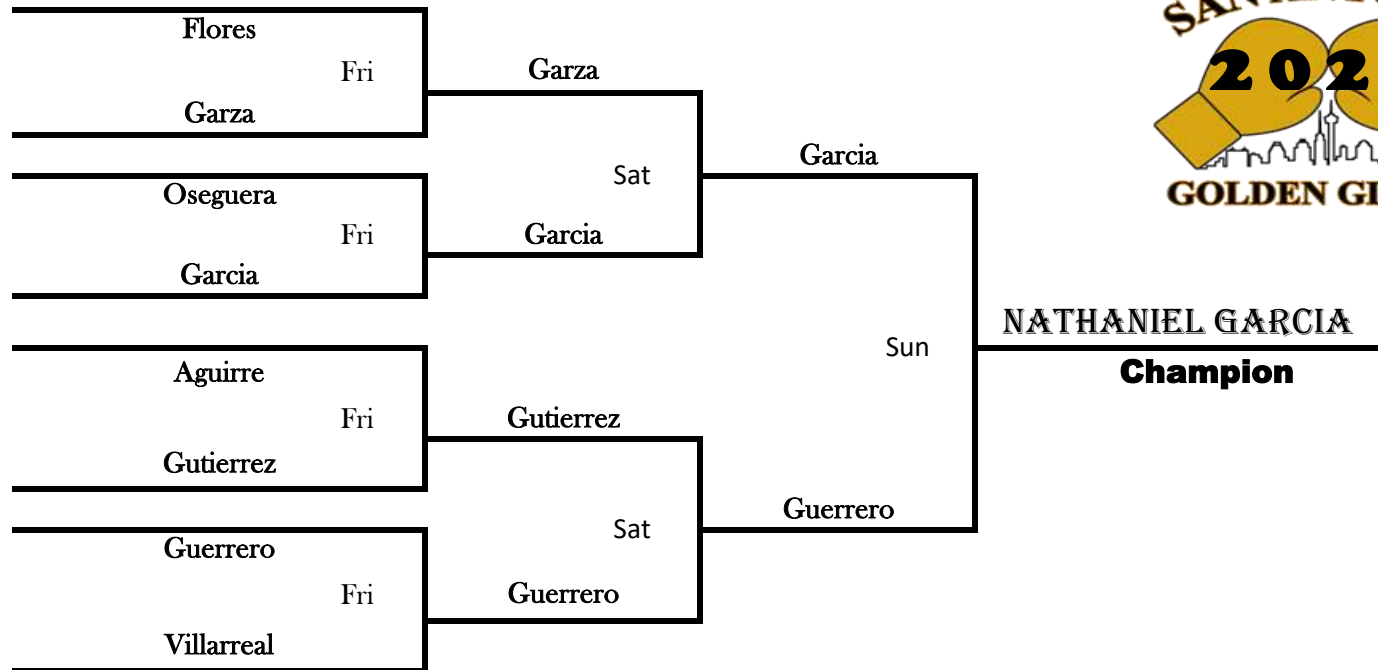 Flores
Fri
Garza
Garza
Oseguera
Fri
Garcia
Sat
Garcia
Garcia
Aguirre
Fri
Gutierrez
Gutierrez
Guerrero
Fri
Villarreal
Sat
Guerrero
Guerrero
Sun
NATHANIEL GARCIA
Champion
202
GOLDEN